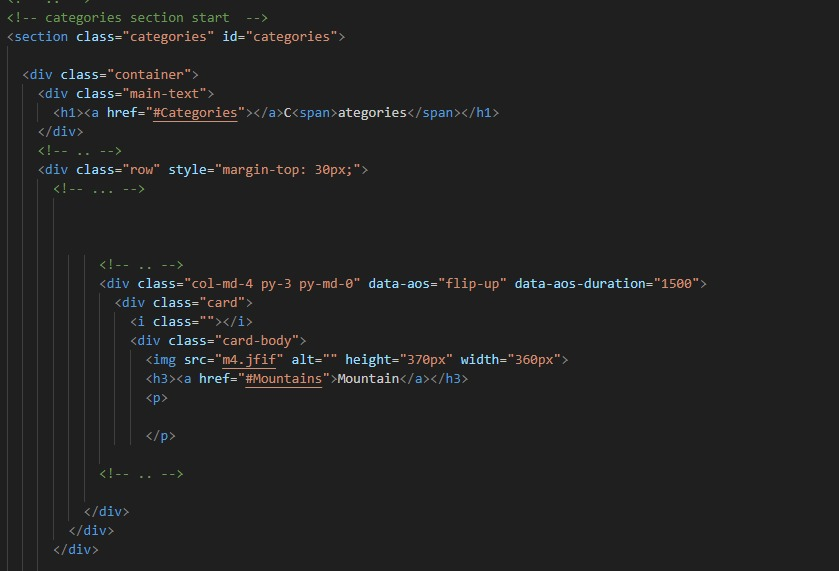 <!-- categories section start  -->
<section class="categories" id="categories">
<div class="container">
<div class="main-text">
<h1><a href="#Categories"></a>C<span>ategories</span></h1>
</div>
<!-- .. -->
<div class="row" style="margin-top: 30px;">
<!-- ... -->
<!-- .. -->
<div class="col-md-4 py-3 py-md-0" data-aos="flip-up" data-aos-duration="1500">
<div class="card">
<i class=""></i>
<div class="card-body">
<img src="m4.jfif" alt="" height="370px" width="360px">
<h3><a href="#Mountains">Mountain</a></h3>
<p>
</p>
<!-- .. -->
</div>
</div>
</div>